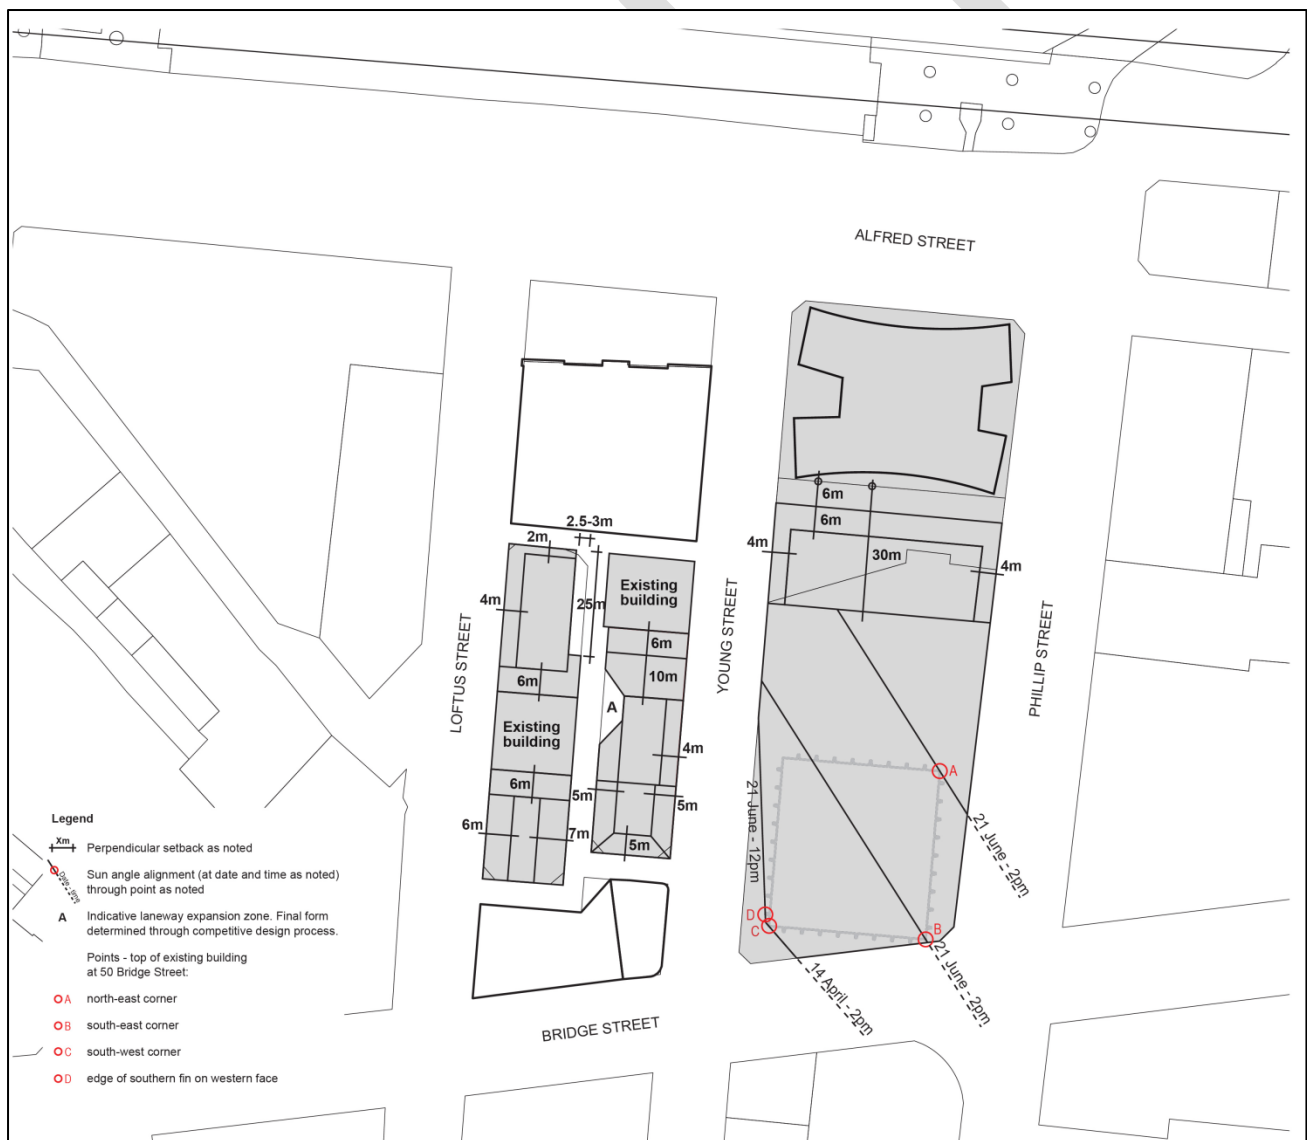 ALFRED STREET
6m
2.5-3m
6m
2m
4m
30m
4m
Existing
building
4m
25m
6m
LOFTUS STREET
YOUNG STREET
PHILLIP STREET
6m
10m
A
Existing
building
4m
A
6m
5m
5m
21 June - 12pm
21 June - 2pm
6m
7m
5m
D
C
B
21 June - 2pm
14 April - 2pm
BRIDGE STREET
Legend
Xm
Perpendicular setback as noted
Date - time
Sun angle alignment (at date and time as noted)
through point as noted
A
Indicative laneway expansion zone. Final form
determined through competitive design process.
Points - top of existing building
at 50 Bridge Street:
A north-east corner
B south-east corner
C south-west corner
D edge of southern fin on western face